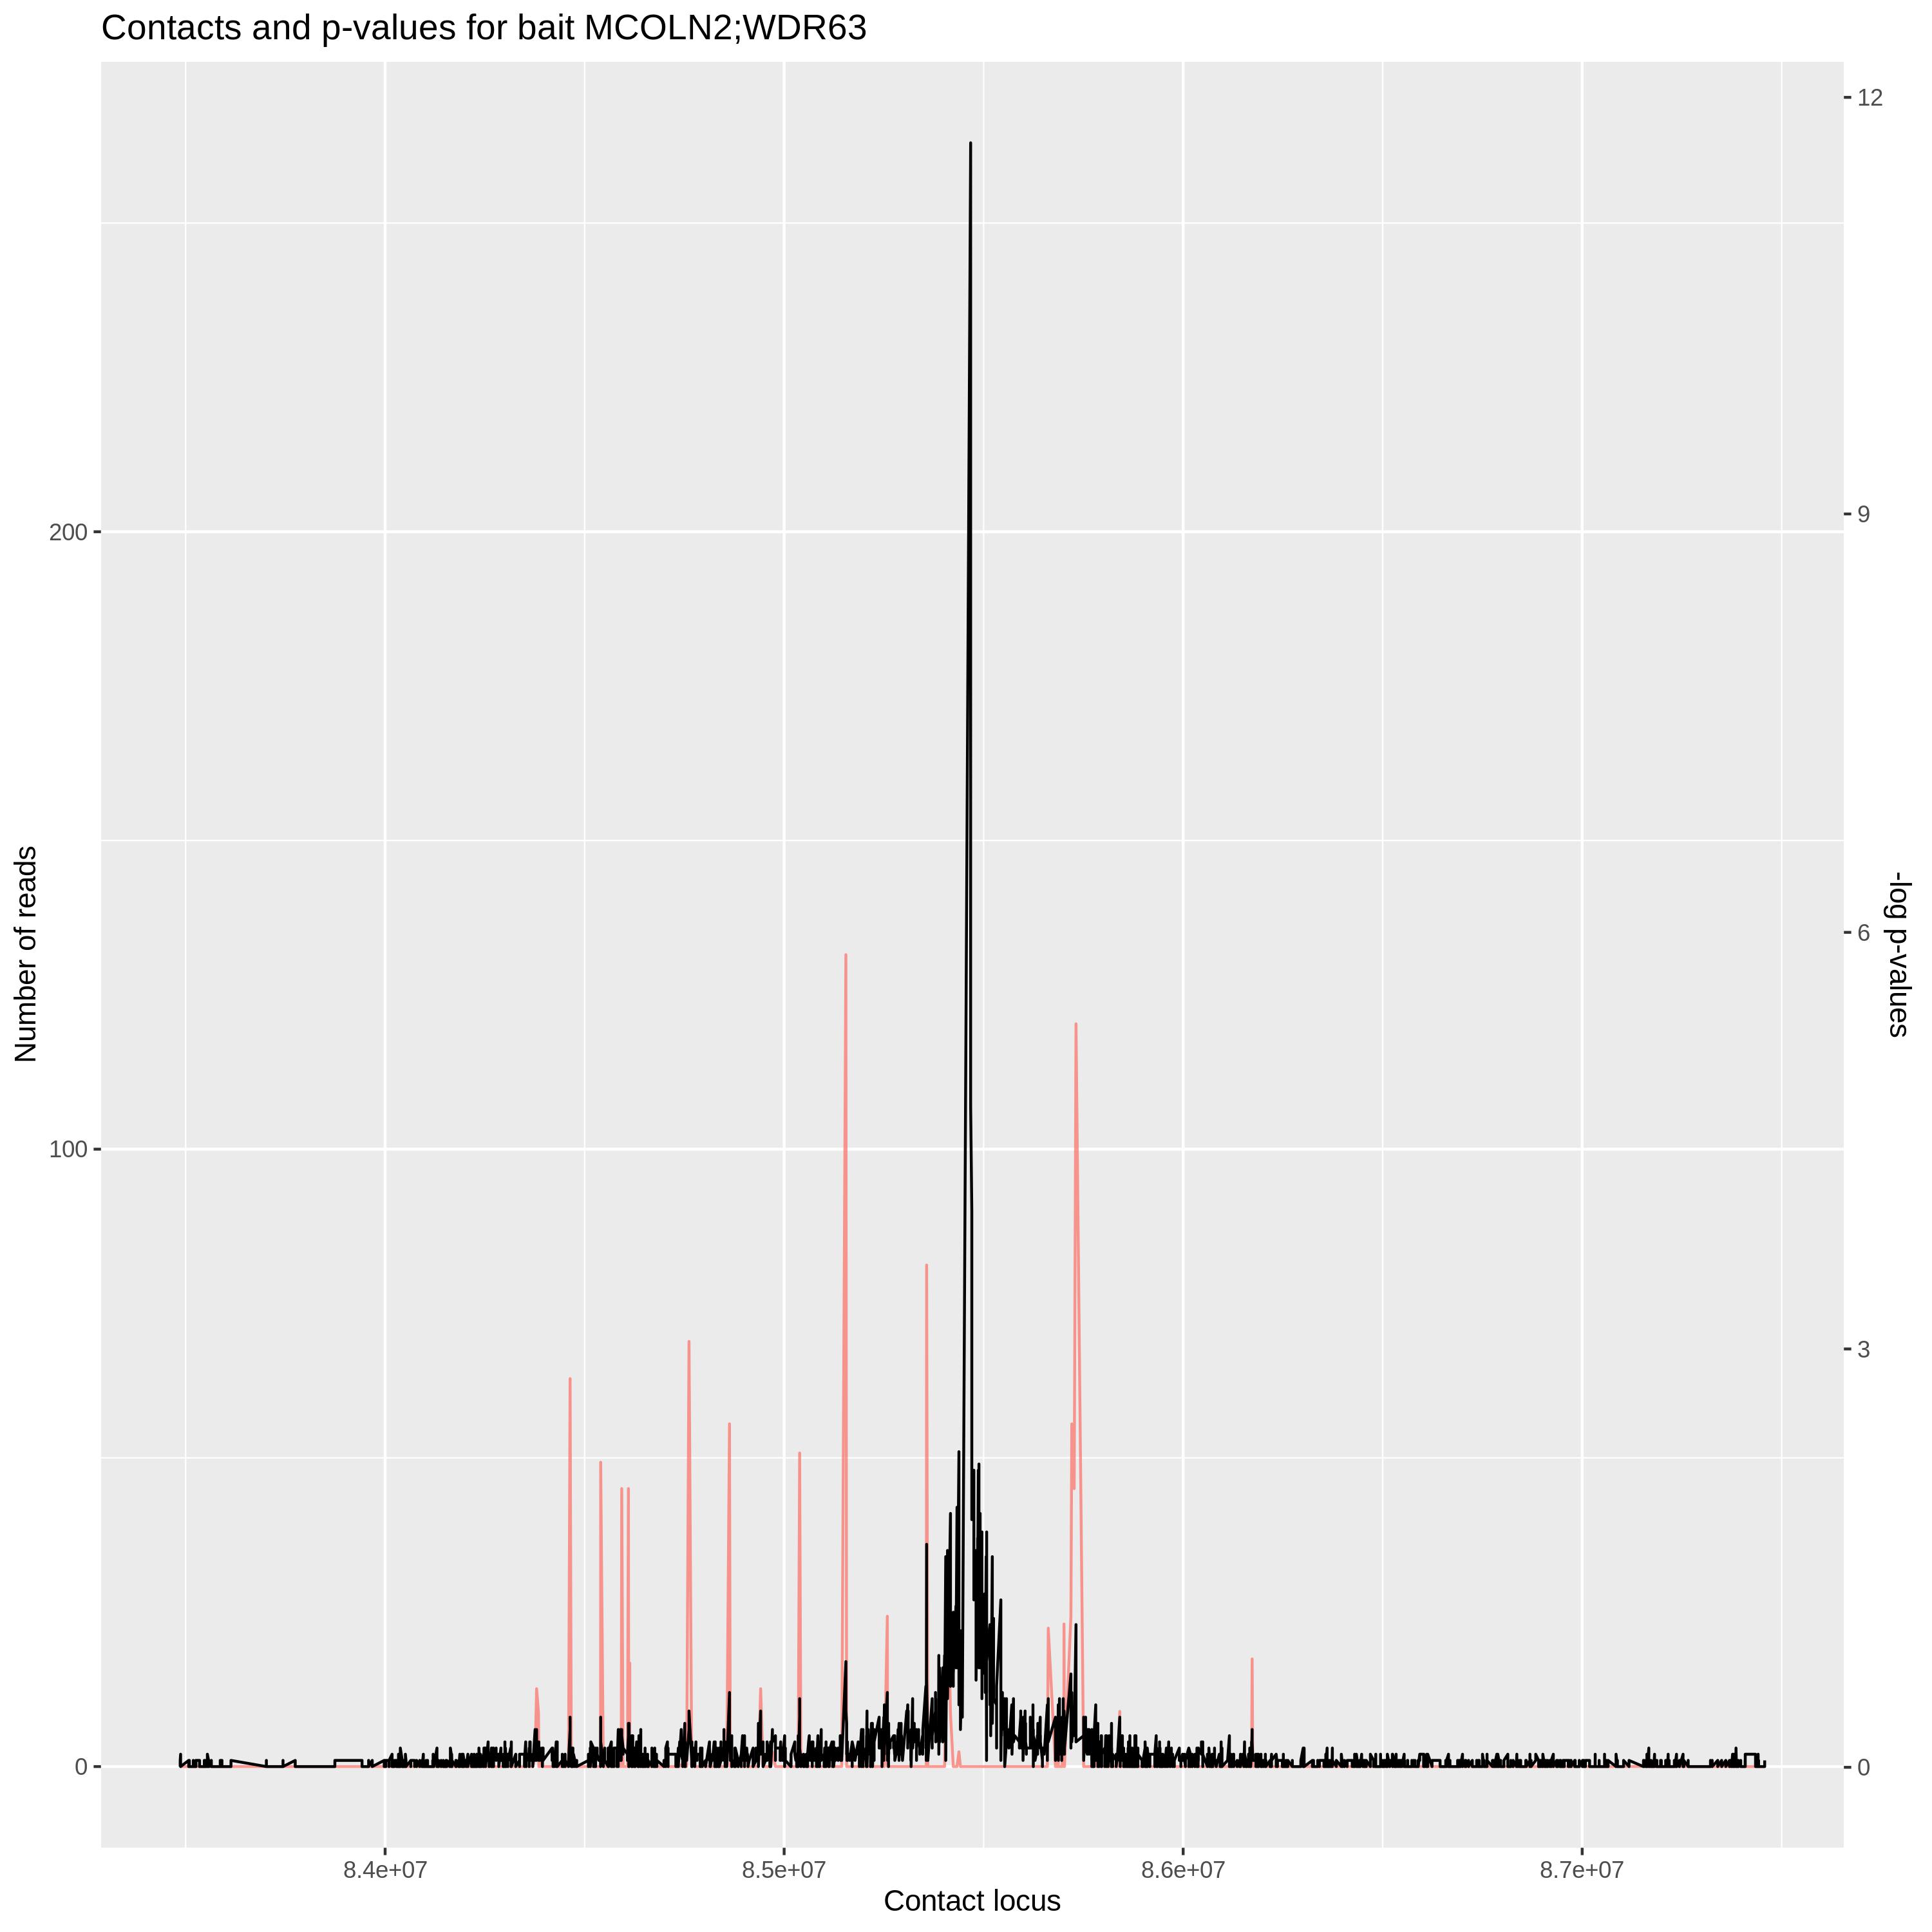 Contacts and p-values for bait MCOLN2;WDR63
12
200
9
Number of reads
6
-log p-values
100
3
0
0
8.4e+07
8.5e+07
8.6e+07
8.7e+07
Contact locus